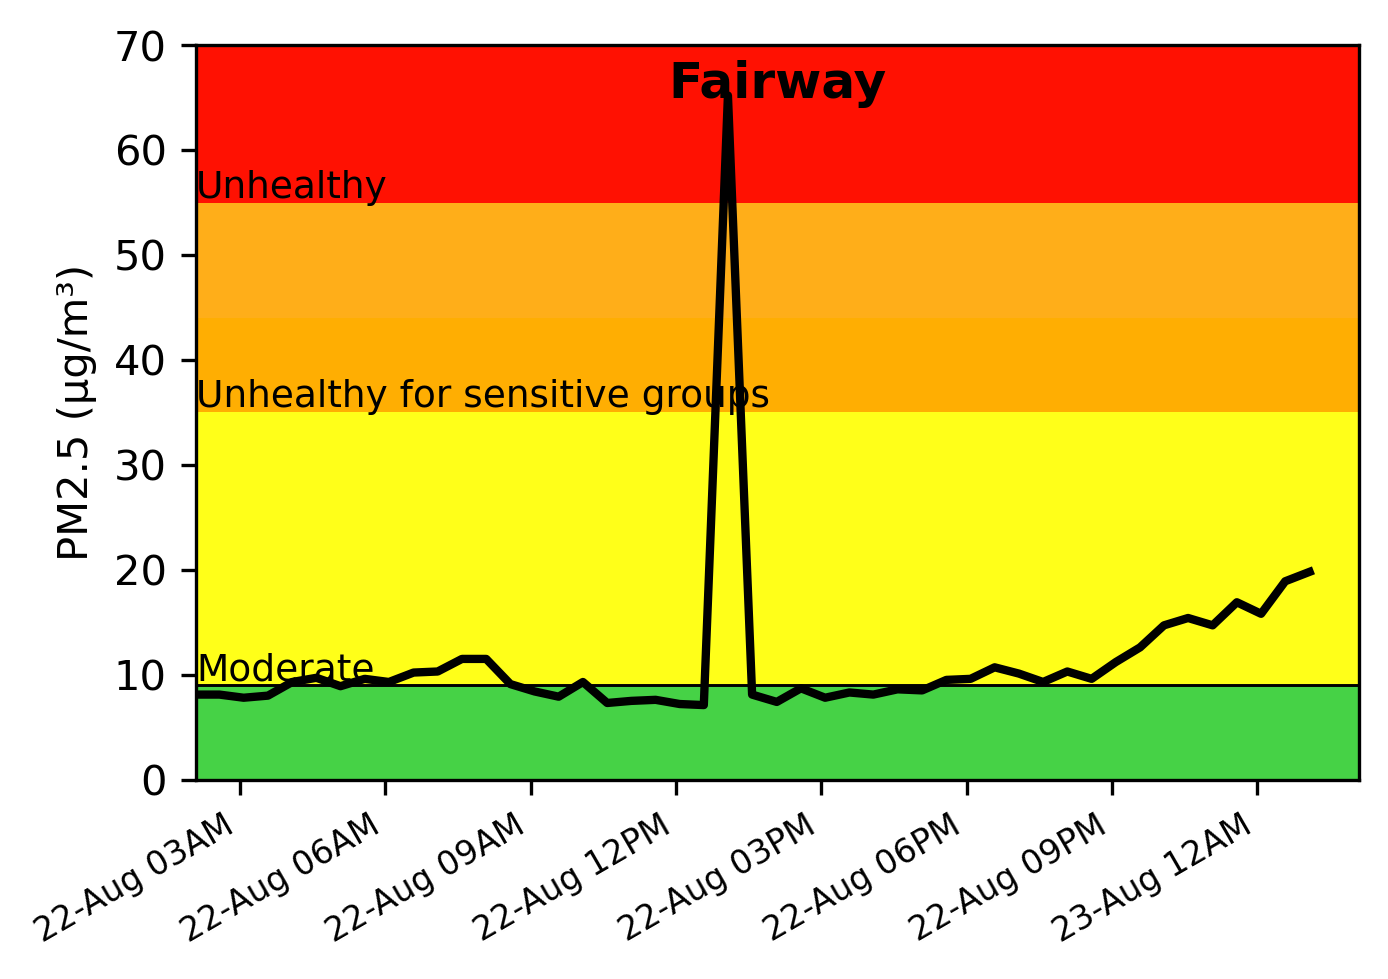 Fairway
PM2.5 (µg/m³)
70
60
50
40
30
20
10
0
Unhealthy
Unhealthy for sensitive groups
Moderate
22-Aug 03AM
22-Aug 06AM
22-Aug 09AM
22-Aug 12PM
22-Aug 03PM
22-Aug 06PM
22-Aug 09PM
23-Aug 12AM